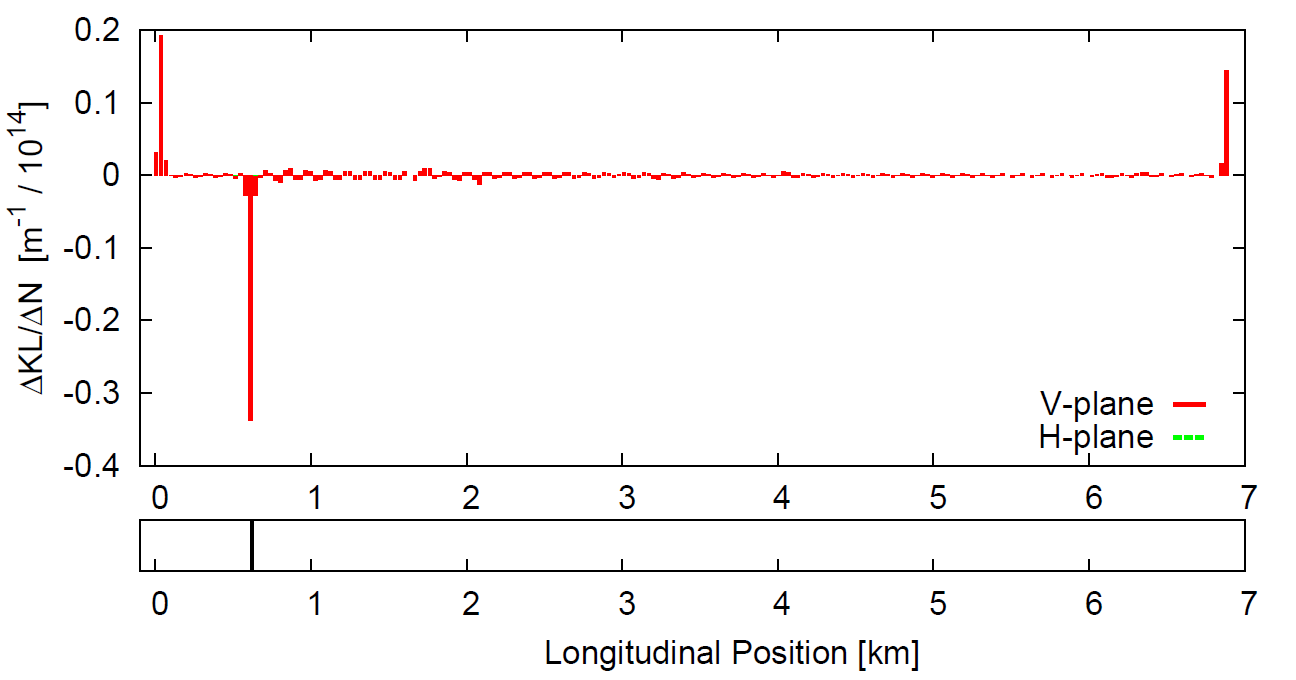 0.2
0.1
0
-0.1
-0.2
-0.3
-0.4
ΔKL/ΔN [m-1 / 1014]
V-plane
H-plane
0 1 2 3 4 5 6 7
0 1 2 3 4 5 6 7
Longitudinal Position [km]